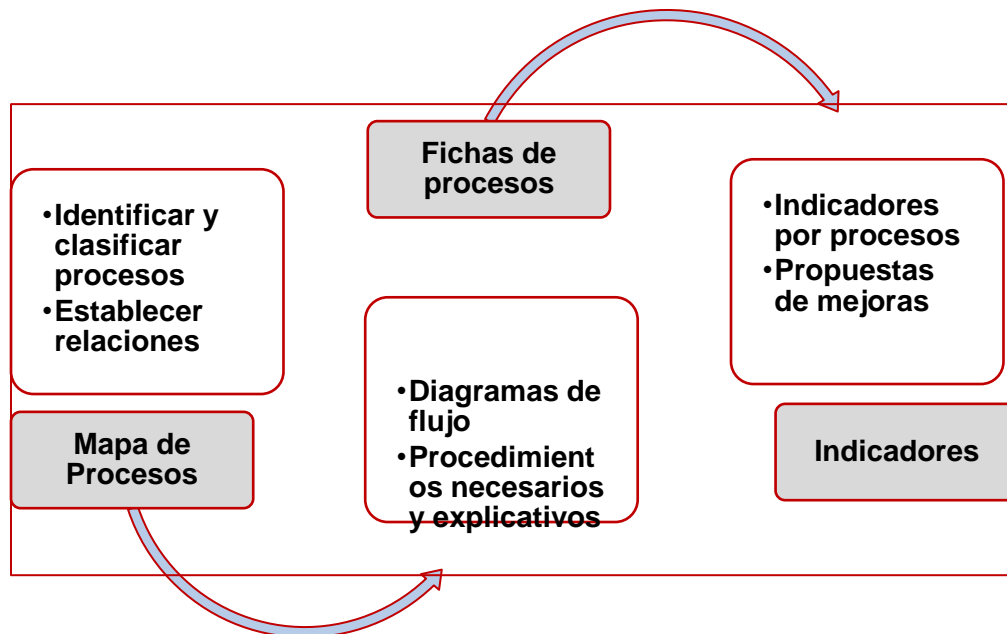 •Identificar y
clasificar
procesos
•Establecer
relaciones
Mapa de
Procesos
Fichas de
procesos
•Diagramas de
flujo
•Procedimient
os necesarios
y explicativos
•Indicadores
por procesos
•Propuestas
de mejoras
Indicadores